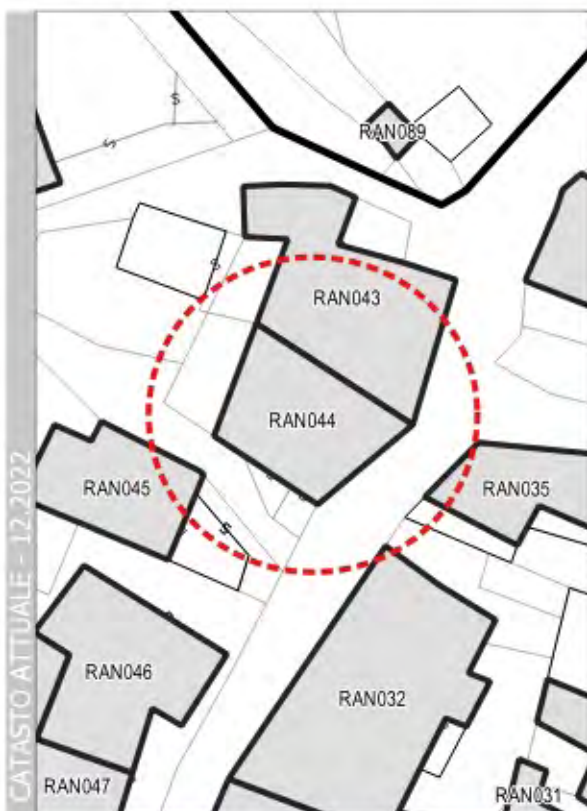 CATASTO ATTUALE - 12.2022
S
S
RAN089
S
RAN043
RAN044
RAN045
RAN035
S
RAN046
RAN032
RAN047
RAN031